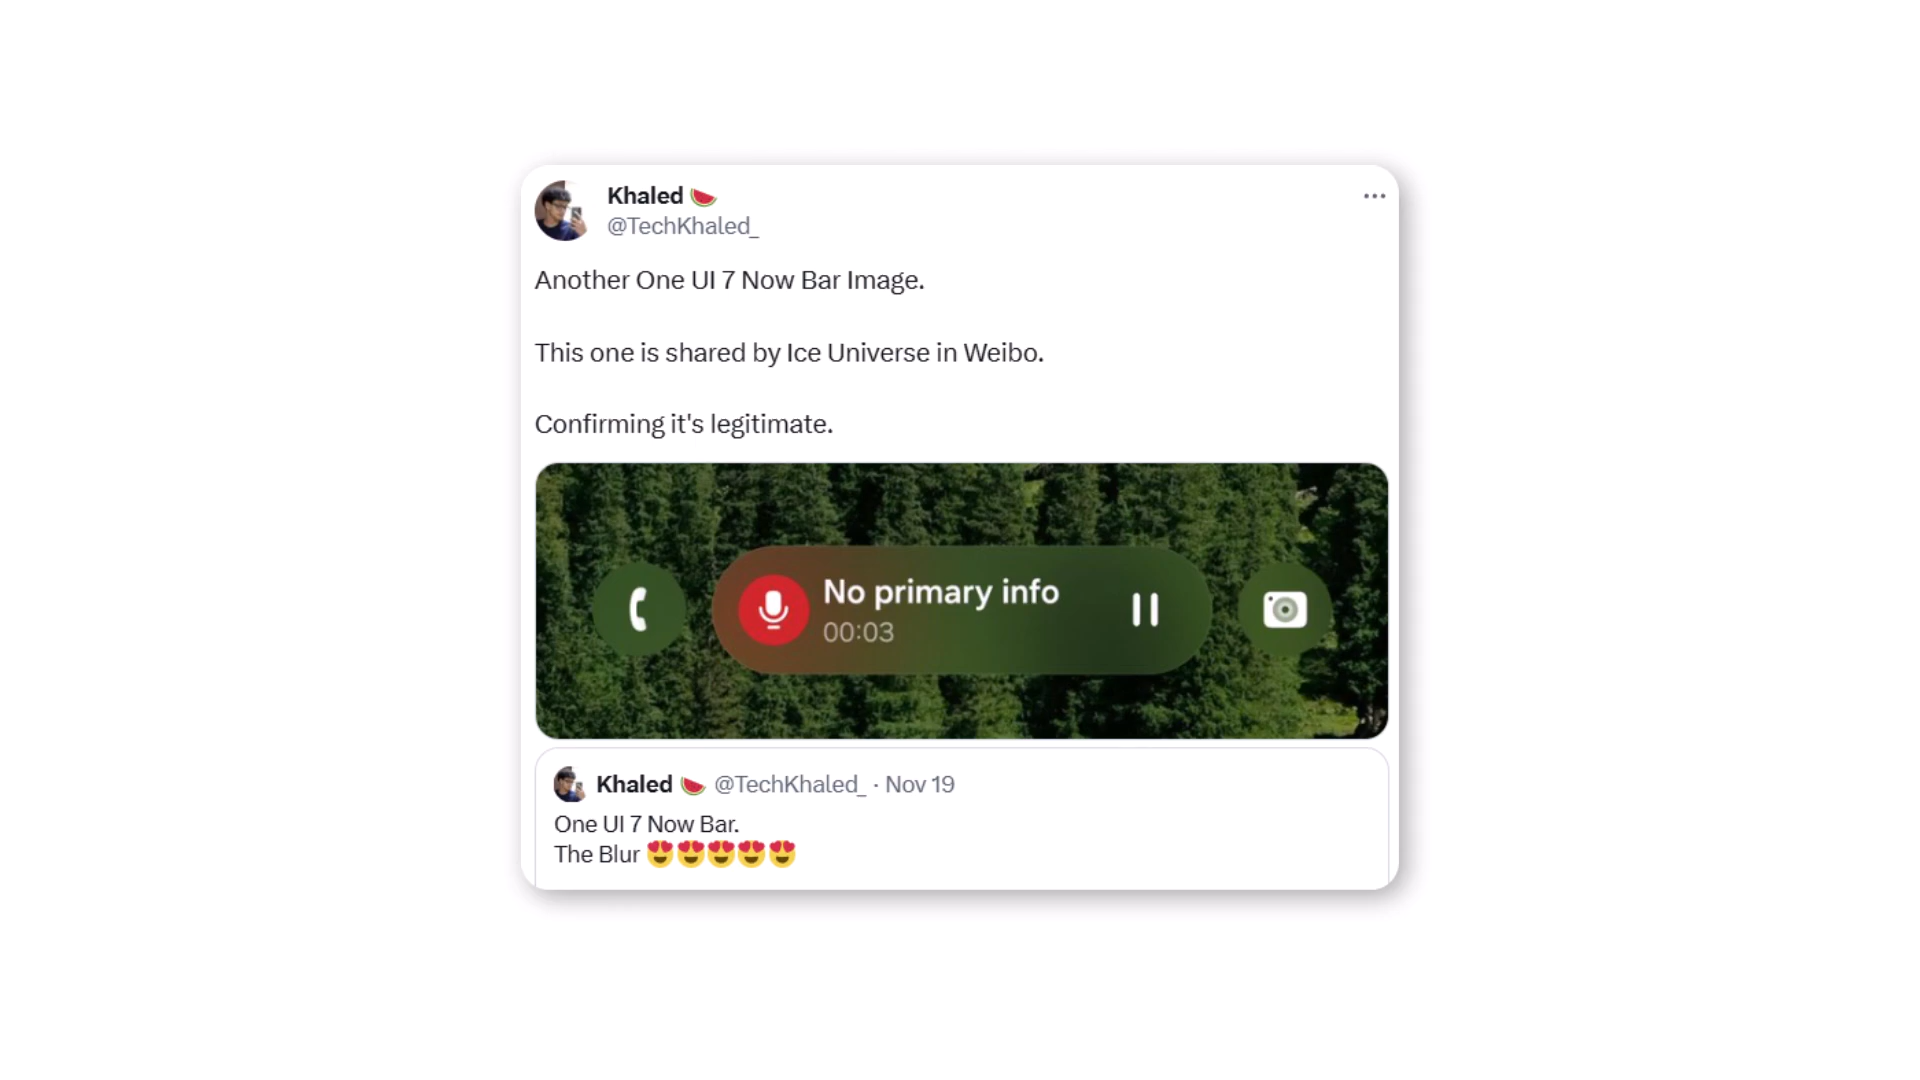 Khaled 🍉
@TechKhaled_
Another One UI 7 Now Bar Image.
This one is shared by Ice Universe in Weibo.
Confirming it's legitimate.
No primary info
00:03
Khaled 🍉 @TechKhaled_ · Nov 19
One UI 7 Now Bar.
The Blur 😍😍😍😍😍